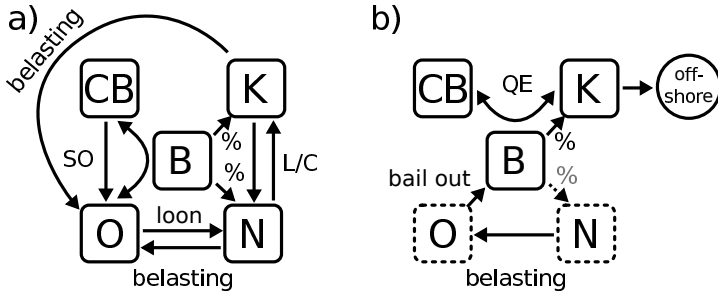 a)
belasting
CB
K
SO
B
%
%
L/C
O
loon
N
belasting
b)
CB
QE
K
off-
shore
B
%
bail out
%
O
N
belasting